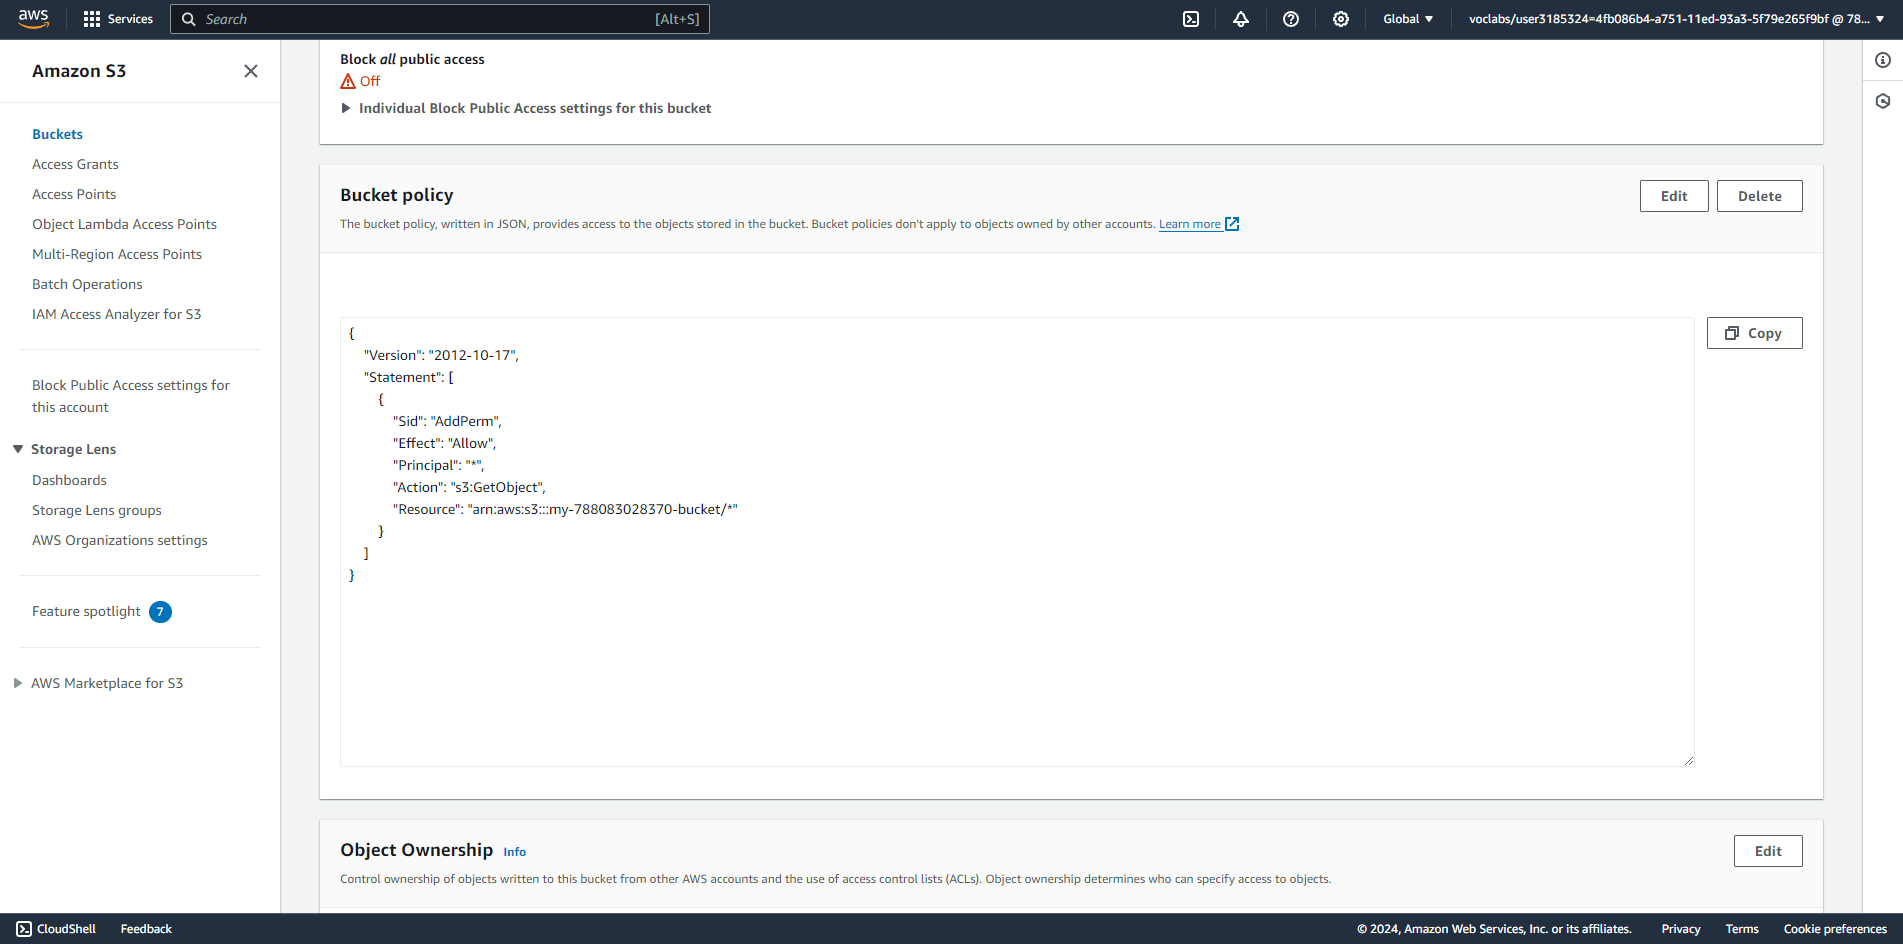 aws
Services
Search
[Alt+S]
Global
voclabs/user3185324=4fb086b4-a751-11ed-93a3-5f79e265f9bf @ 78...
Amazon S3
Buckets
Access Grants
Access Points
Object Lambda Access Points
Multi-Region Access Points
Batch Operations
IAM Access Analyzer for S3
Block Public Access settings for
this account
Storage Lens
Dashboards
Storage Lens groups
AWS Organizations settings
Feature spotlight 7
AWS Marketplace for S3
Block all public access
Off
Individual Block Public Access settings for this bucket
Bucket policy
Edit
Delete
The bucket policy, written in JSON, provides access to the objects stored in the bucket. Bucket policies don't apply to objects owned by other accounts. Learn more
Copy
{
"Version": "2012-10-17",
"Statement": [
{
"Sid": "AddPerm",
"Effect": "Allow",
"Principal": "*",
"Action": "s3:GetObject",
"Resource": "arn:aws:s3:::my-788083028370-bucket/*"
}
]
}
Object Ownership Info
Edit
Control ownership of objects written to this bucket from other AWS accounts and the use of access control lists (ACLs). Object ownership determines who can specify access to objects.
CloudShell
Feedback
© 2024, Amazon Web Services, Inc. or its affiliates.
Privacy
Terms
Cookie preferences